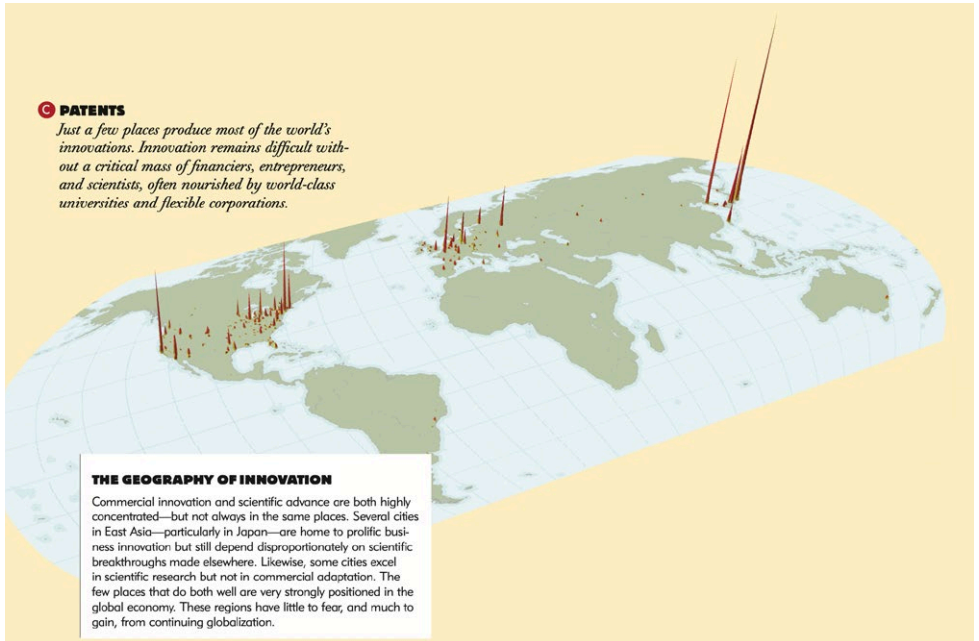 C PATENTS
Just a few places produce most of the world's
innovations. Innovation remains difficult with-
out a critical mass of financiers, entrepreneurs,
and scientists, often nourished by world-class
universities and flexible corporations.
THE GEOGRAPHY OF INNOVATION
Commercial innovation and scientific advance are both highly
concentrated—but not always in the same places. Several cities
in East Asia—particularly in Japan—are home to prolific busi-
ness innovation but still depend disproportionately on scientific
breakthroughs made elsewhere. Likewise, some cities excel
in scientific research but not in commercial adaptation. The
few places that do both well are very strongly positioned in the
global economy. These regions have little to fear, and much to
gain, from continuing globalization.